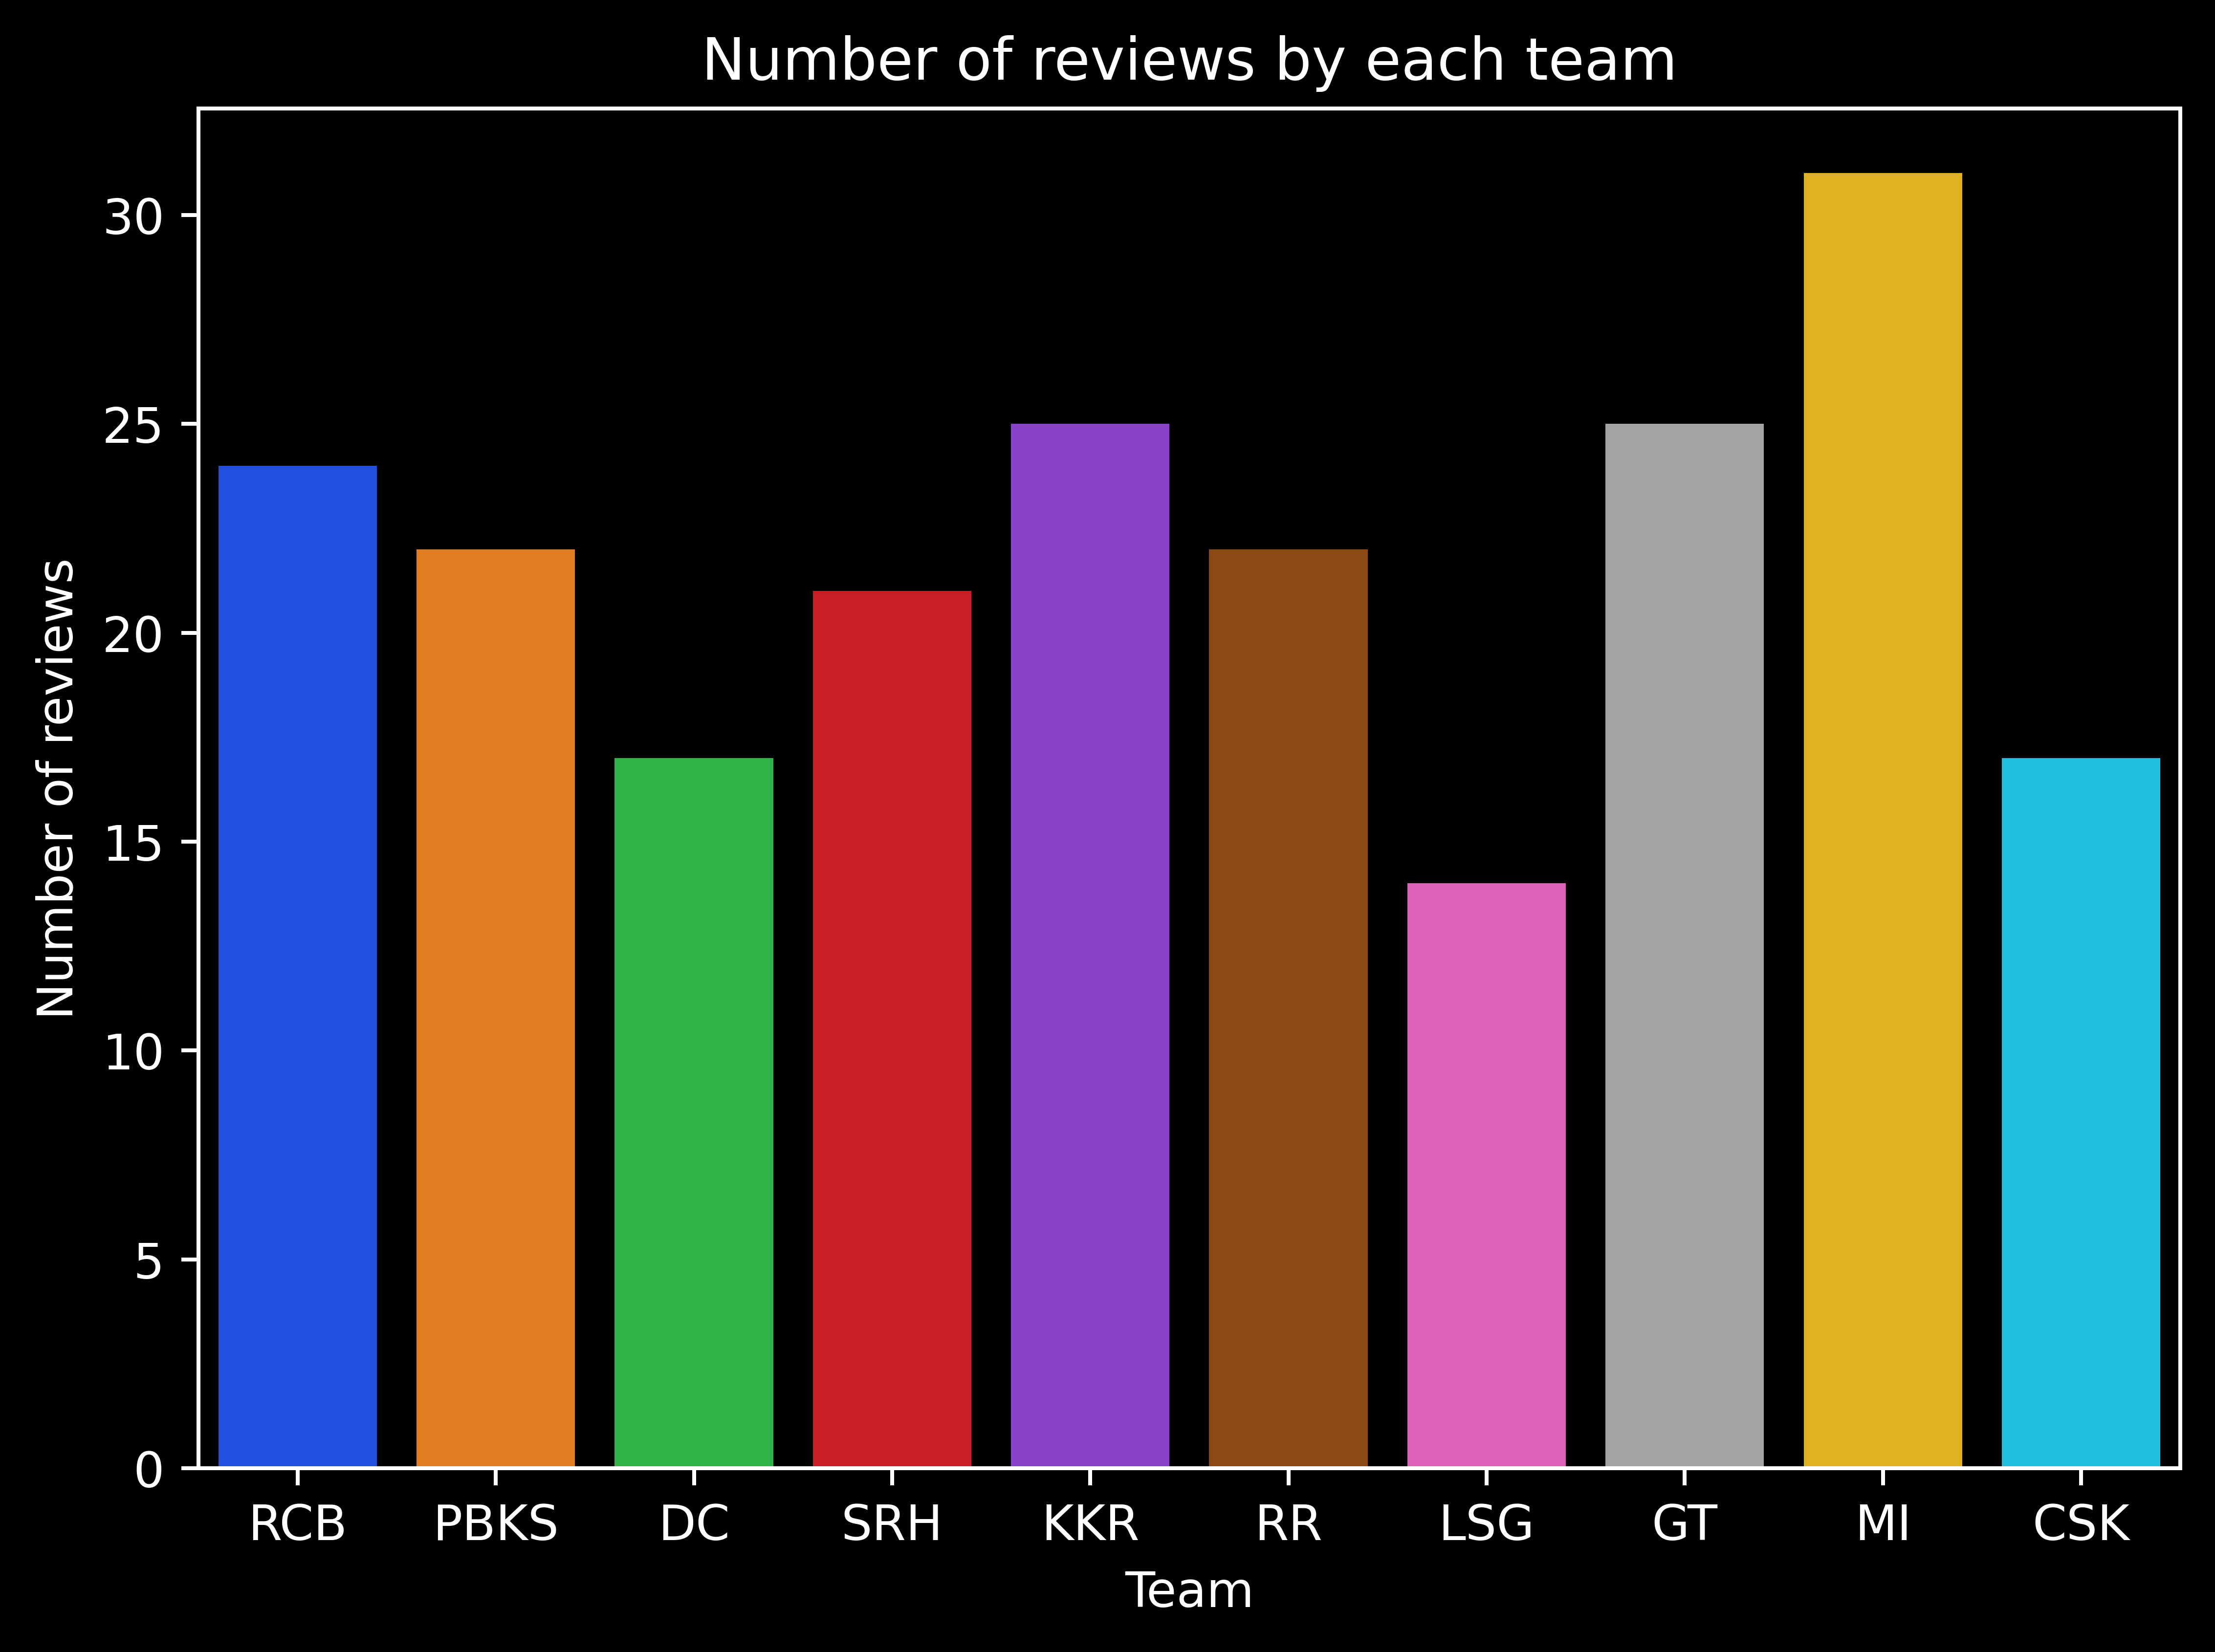 Number of reviews by each team
Number of reviews
30
25
20
15
10
5
0
RCB PBKS DC SRH KKR RR LSG GT MI CSK
Team